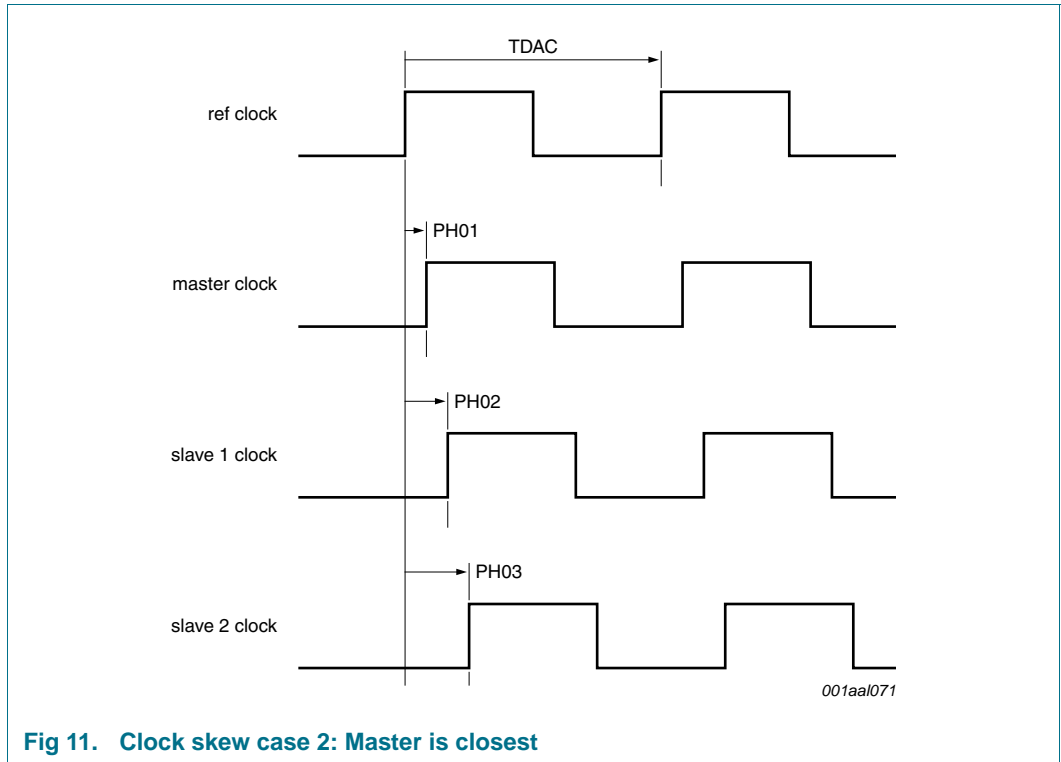 TDAC
ref clock
PH01
master clock
PH02
slave 1 clock
PH03
slave 2 clock
001aal071
Fig 11. Clock skew case 2: Master is closest